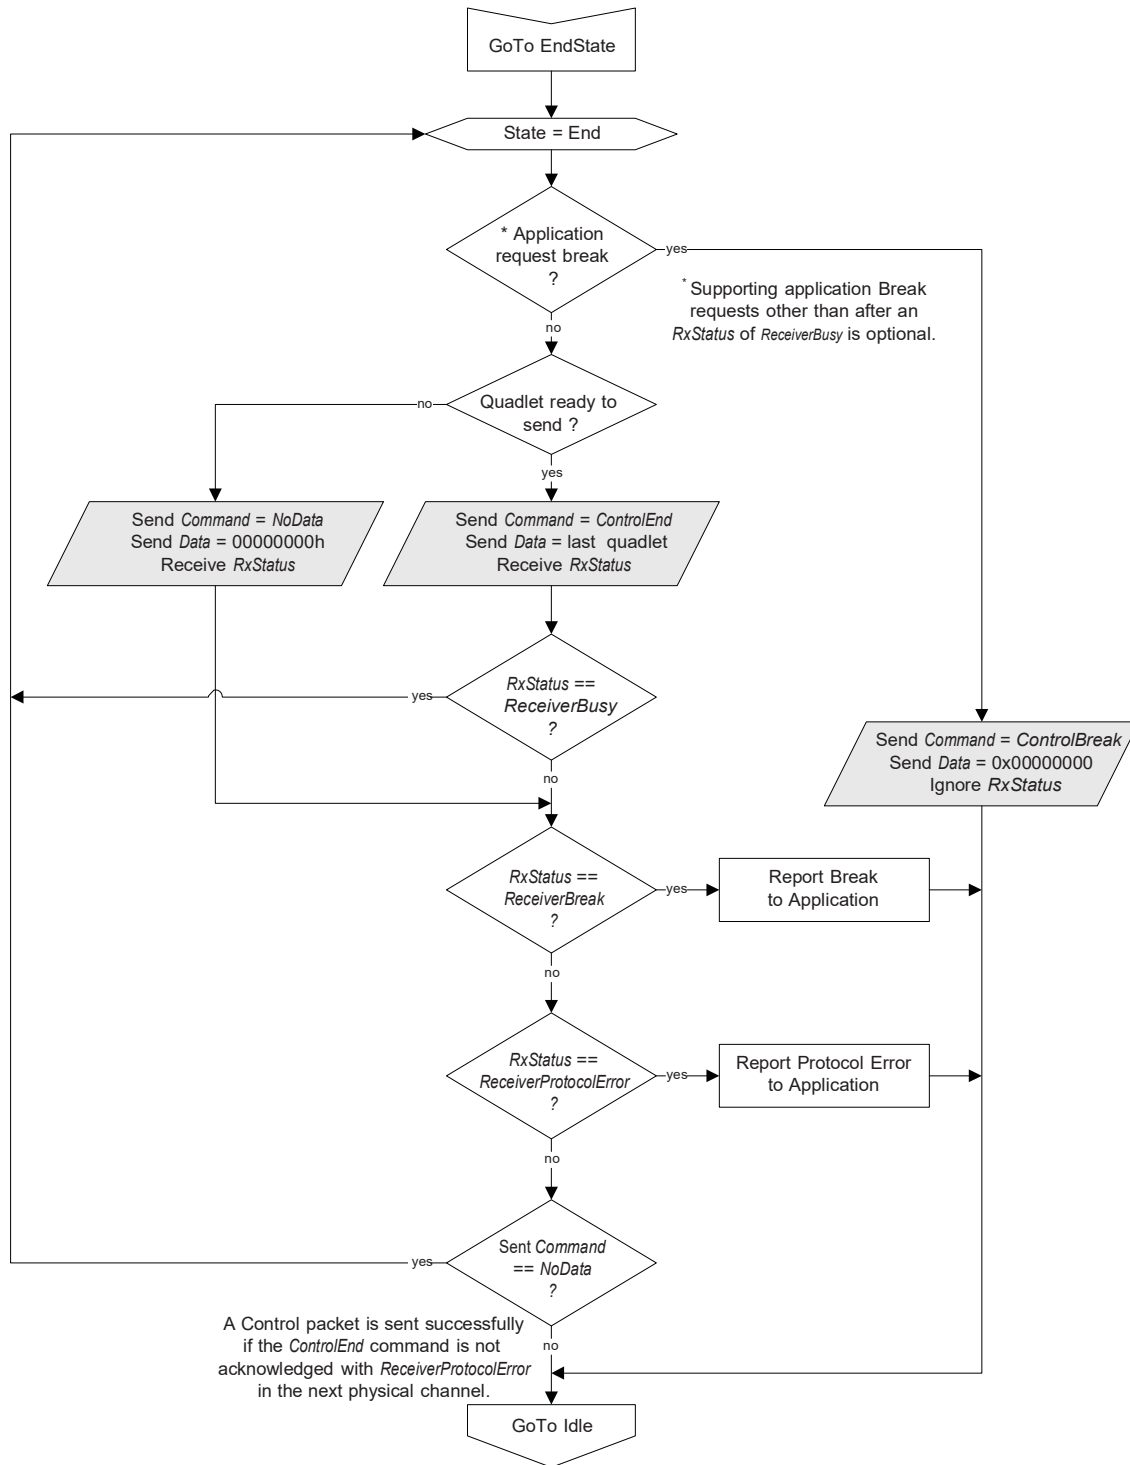 GoTo EndState
State = End
* Application
request break
?
yes
* Supporting application Break
requests other than after an
RxStatus of ReceiverBusy is optional.
no
Quadlet ready to
send ?
no
yes
Send Command = NoData
Send Data = 00000000h
Receive RxStatus
Send Command = ControlEnd
Send Data = last quadlet
Receive RxStatus
RxStatus ==
ReceiverBusy
?
yes
no
Send Command = ControlBreak
Send Data = 0x00000000
Ignore RxStatus
RxStatus ==
ReceiverBreak
?
yes
Report Break
to Application
no
RxStatus ==
ReceiverProtocolError
?
yes
Report Protocol Error
to Application
no
Sent Command
== NoData
?
yes
no
A Control packet is sent successfully
if the ControlEnd command is not
acknowledged with ReceiverProtocolError
in the next physical channel.
GoTo Idle